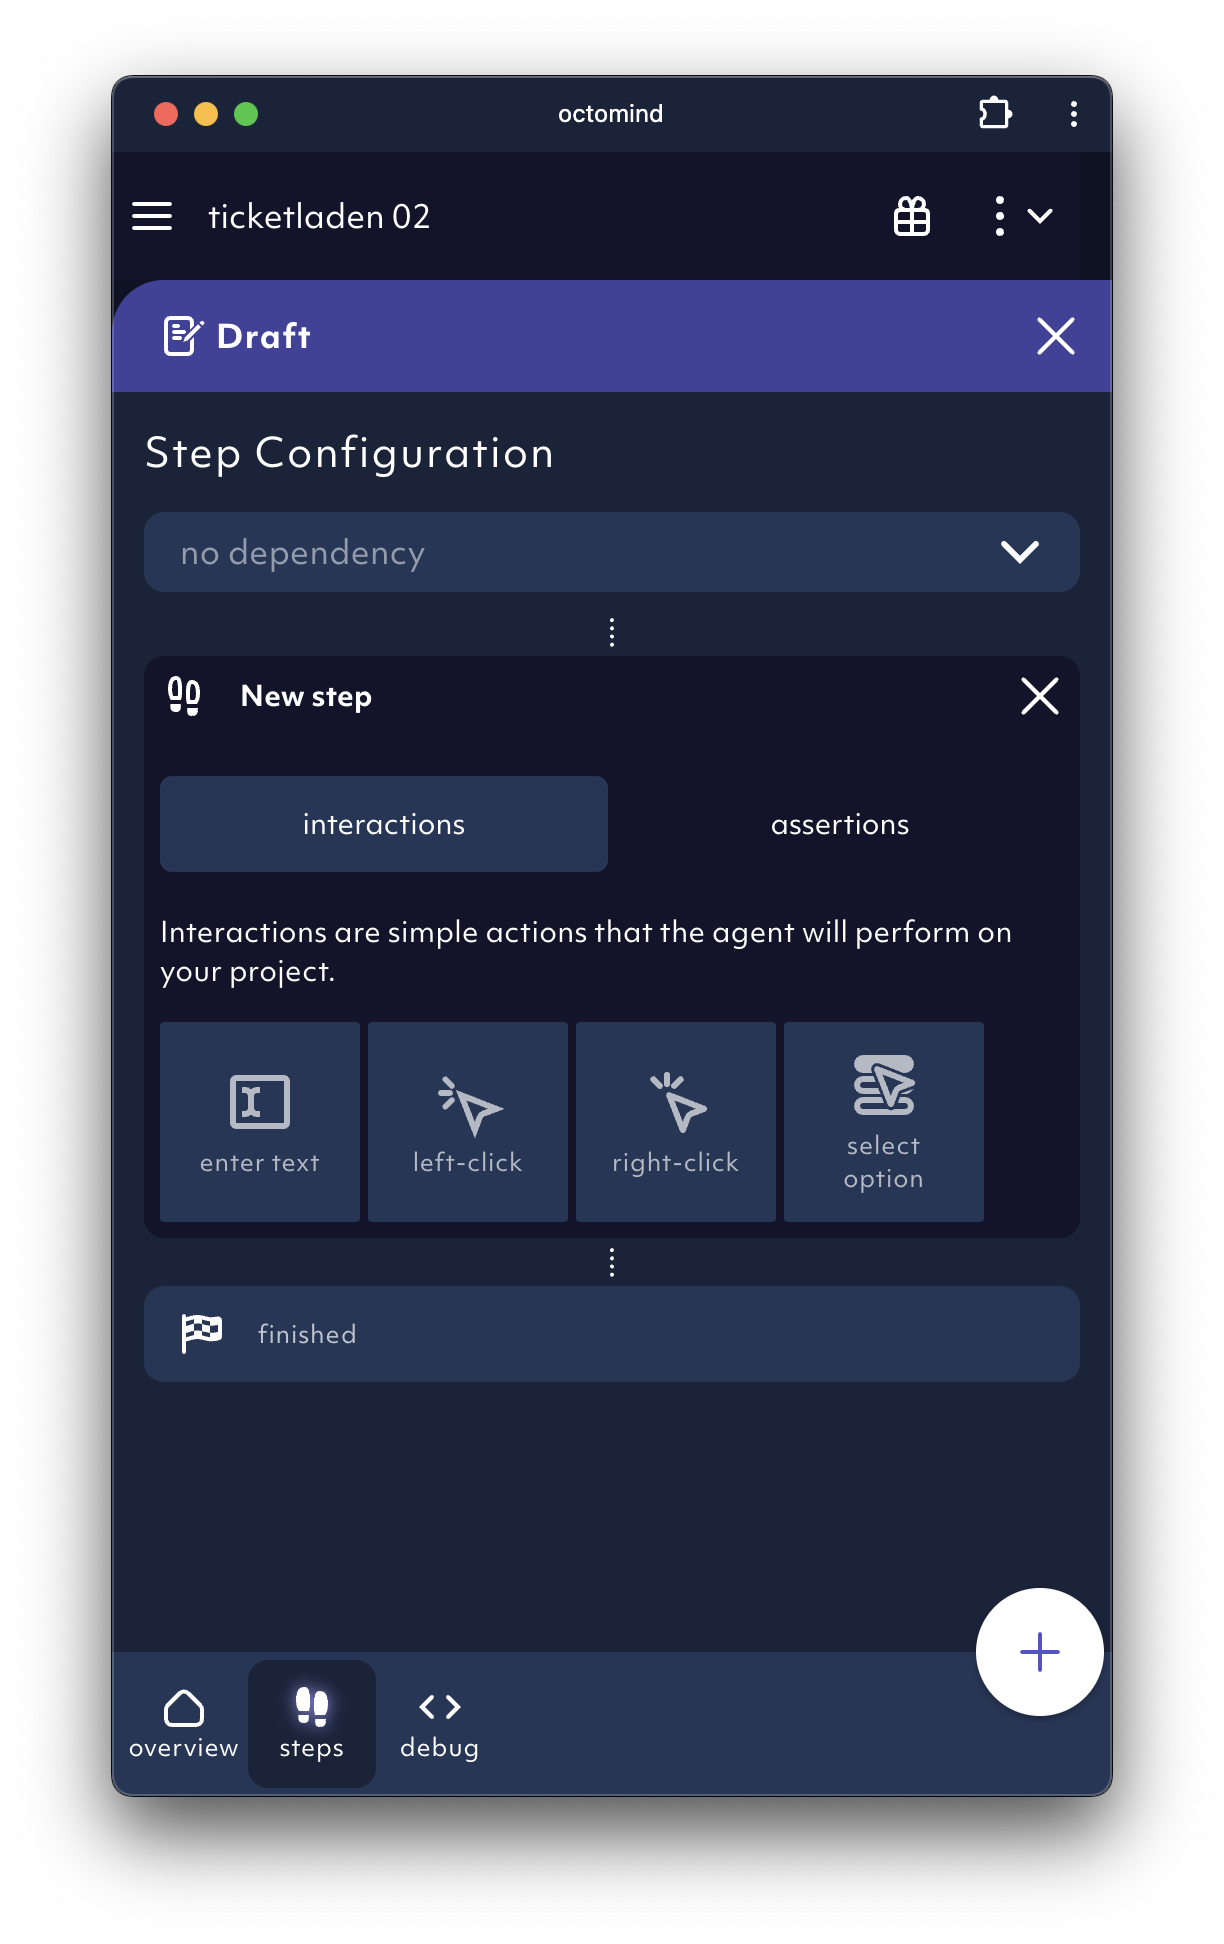 octomind
ticketladen 02
Draft
Step Configuration
no dependency
New step
interactions
assertions
Interactions are simple actions that the agent will perform on
your project.
enter text
left-click
right-click
select
option
finished
overview
steps
debug